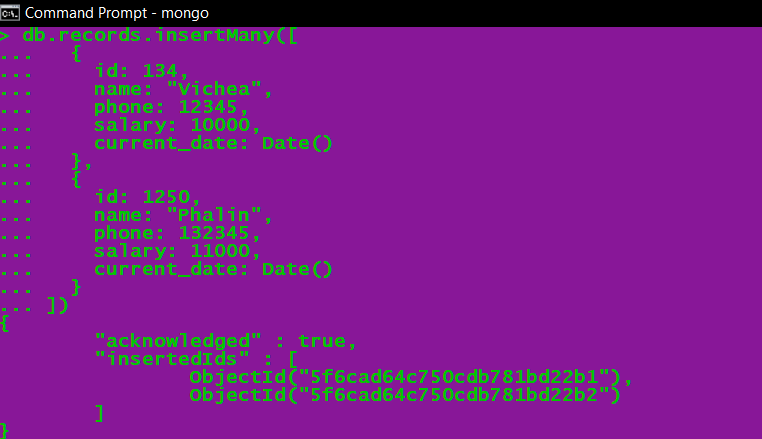 Command Prompt - mongo
> db.records.insertMany([
...    {
...      id: 134,
...      name: "Vichea",
...      phone: 12345,
...      salary: 10000,
...      current_date: Date()
...    },
...    {
...      id: 1250,
...      name: "Phalin",
...      phone: 132345,
...      salary: 11000,
...      current_date: Date()
...    }
... ])
{
        "acknowledged" : true,
        "insertedIds" : [
                ObjectId("5f6cad64c750cdb781bd22b1"),
                ObjectId("5f6cad64c750cdb781bd22b2")
        ]
}